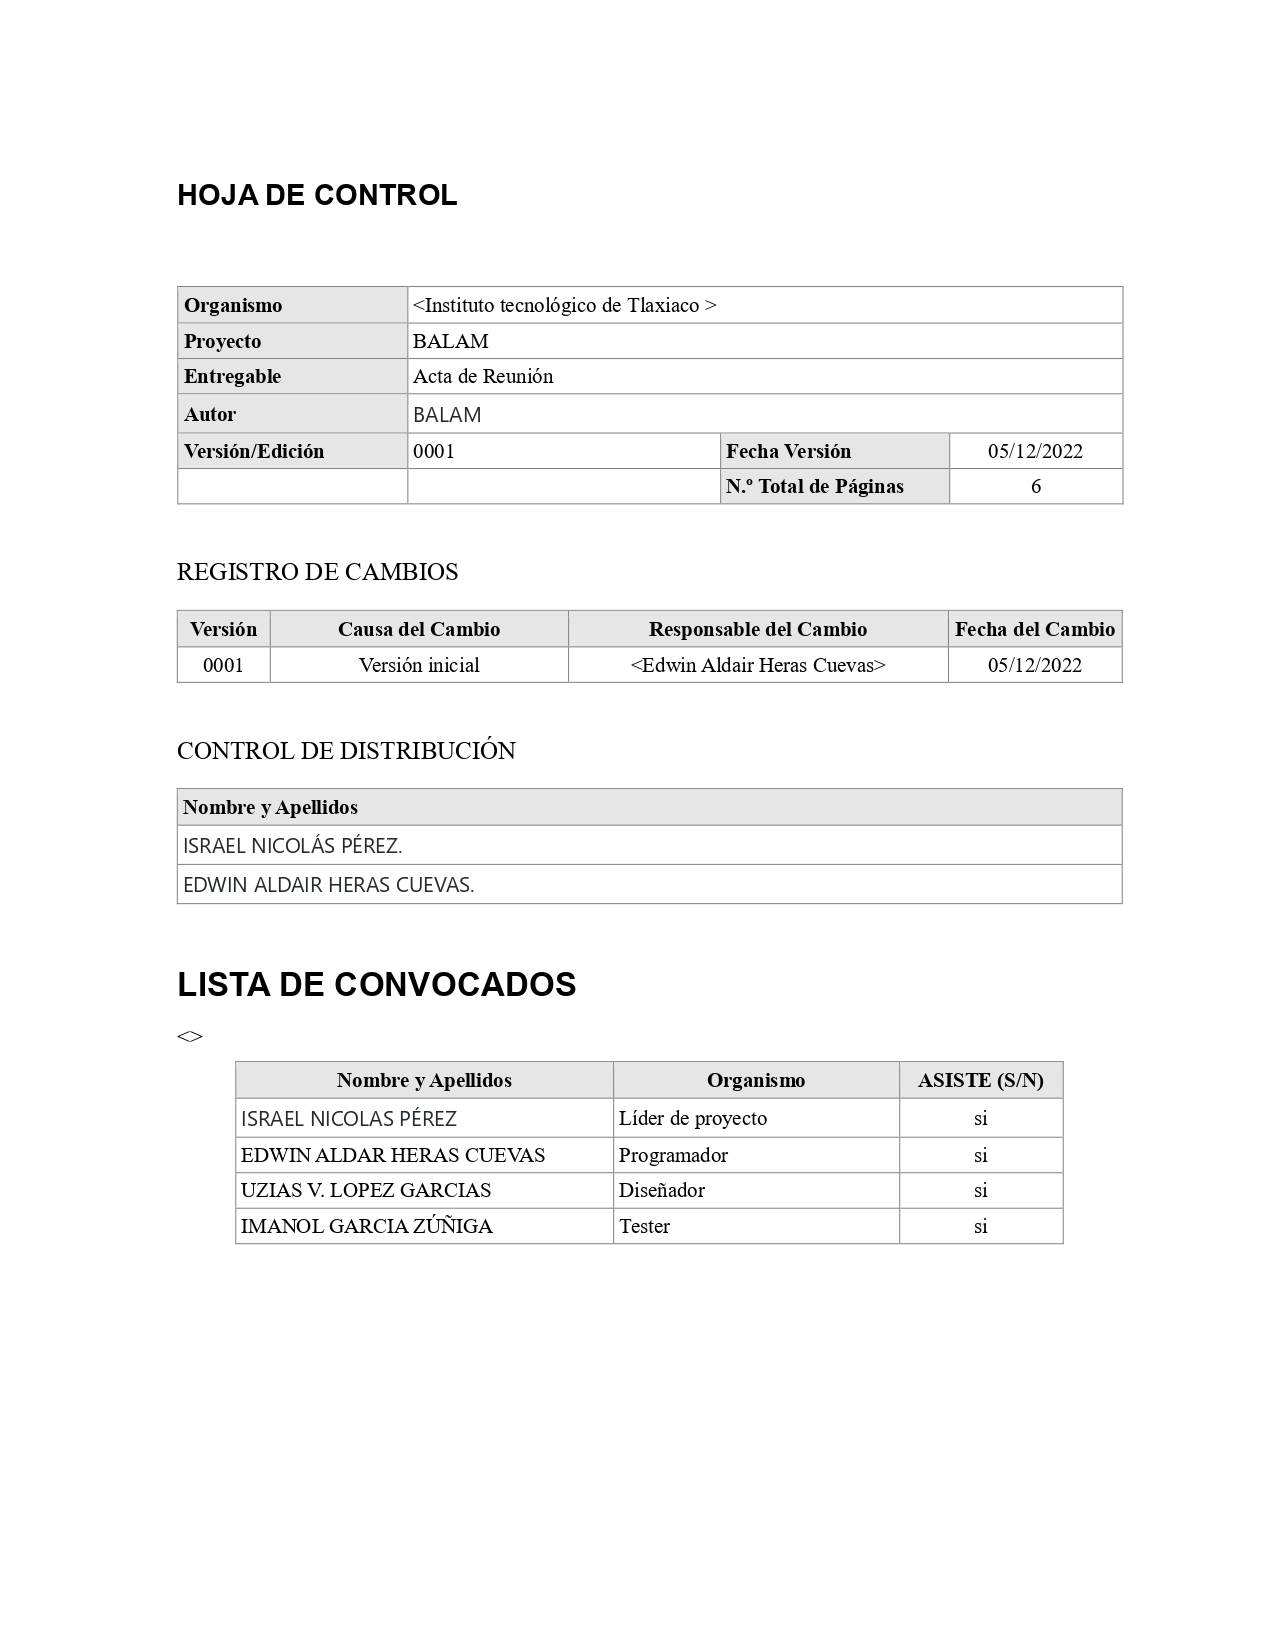 HOJA DE CONTROL
Organismo <Instituto tecnológico de Tlaxiaco >
Proyecto BALAM
Entregable Acta de Reunión
Autor BALAM
Versión/Edición 0001 Fecha Versión 05/12/2022
N.º Total de Páginas 6
REGISTRO DE CAMBIOS
Versión Causa del Cambio Responsable del Cambio Fecha del Cambio
0001 Versión inicial <Edwin Aldair Heras Cuevas> 05/12/2022
CONTROL DE DISTRIBUCIÓN
Nombre y Apellidos
ISRAEL NICOLÁS PÉREZ.
EDWIN ALDAIR HERAS CUEVAS.
LISTA DE CONVOCADOS
<>
Nombre y Apellidos Organismo ASISTE (S/N)
ISRAEL NICOLAS PÉREZ Líder de proyecto si
EDWIN ALDAR HERAS CUEVAS Programador si
UZIAS V. LOPEZ GARCIAS Diseñador si
IMANOL GARCIA ZÚÑIGA Tester si